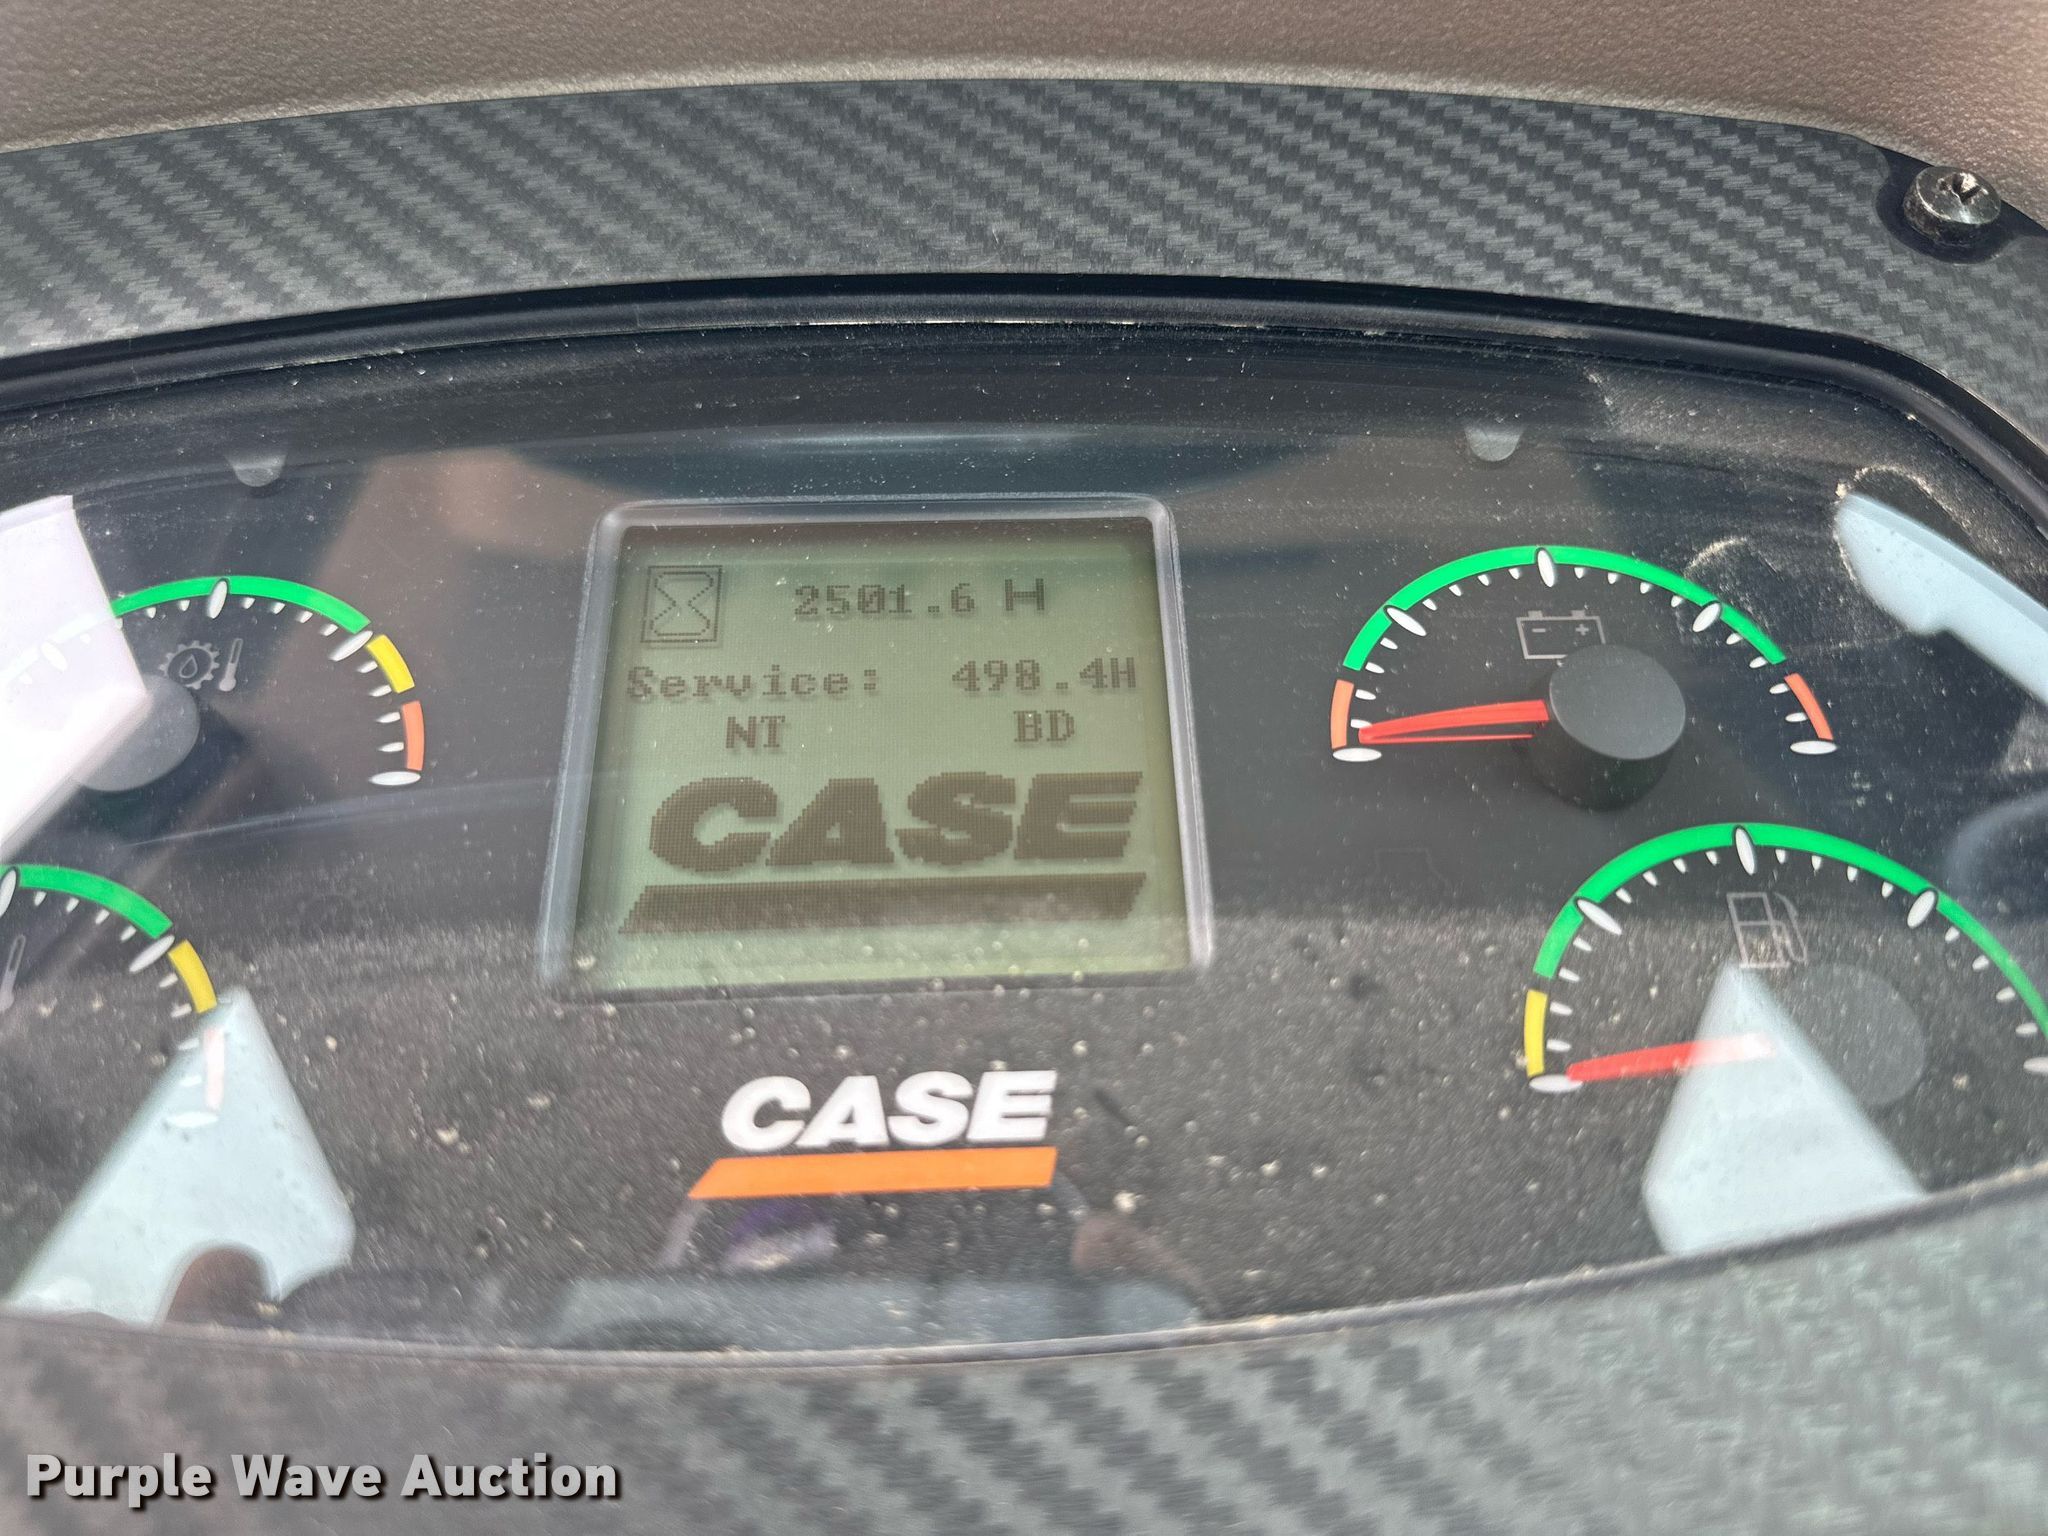 2501.6 H
Service: 498.4H
NT BD
CASE
CASE
Purple Wave Auction